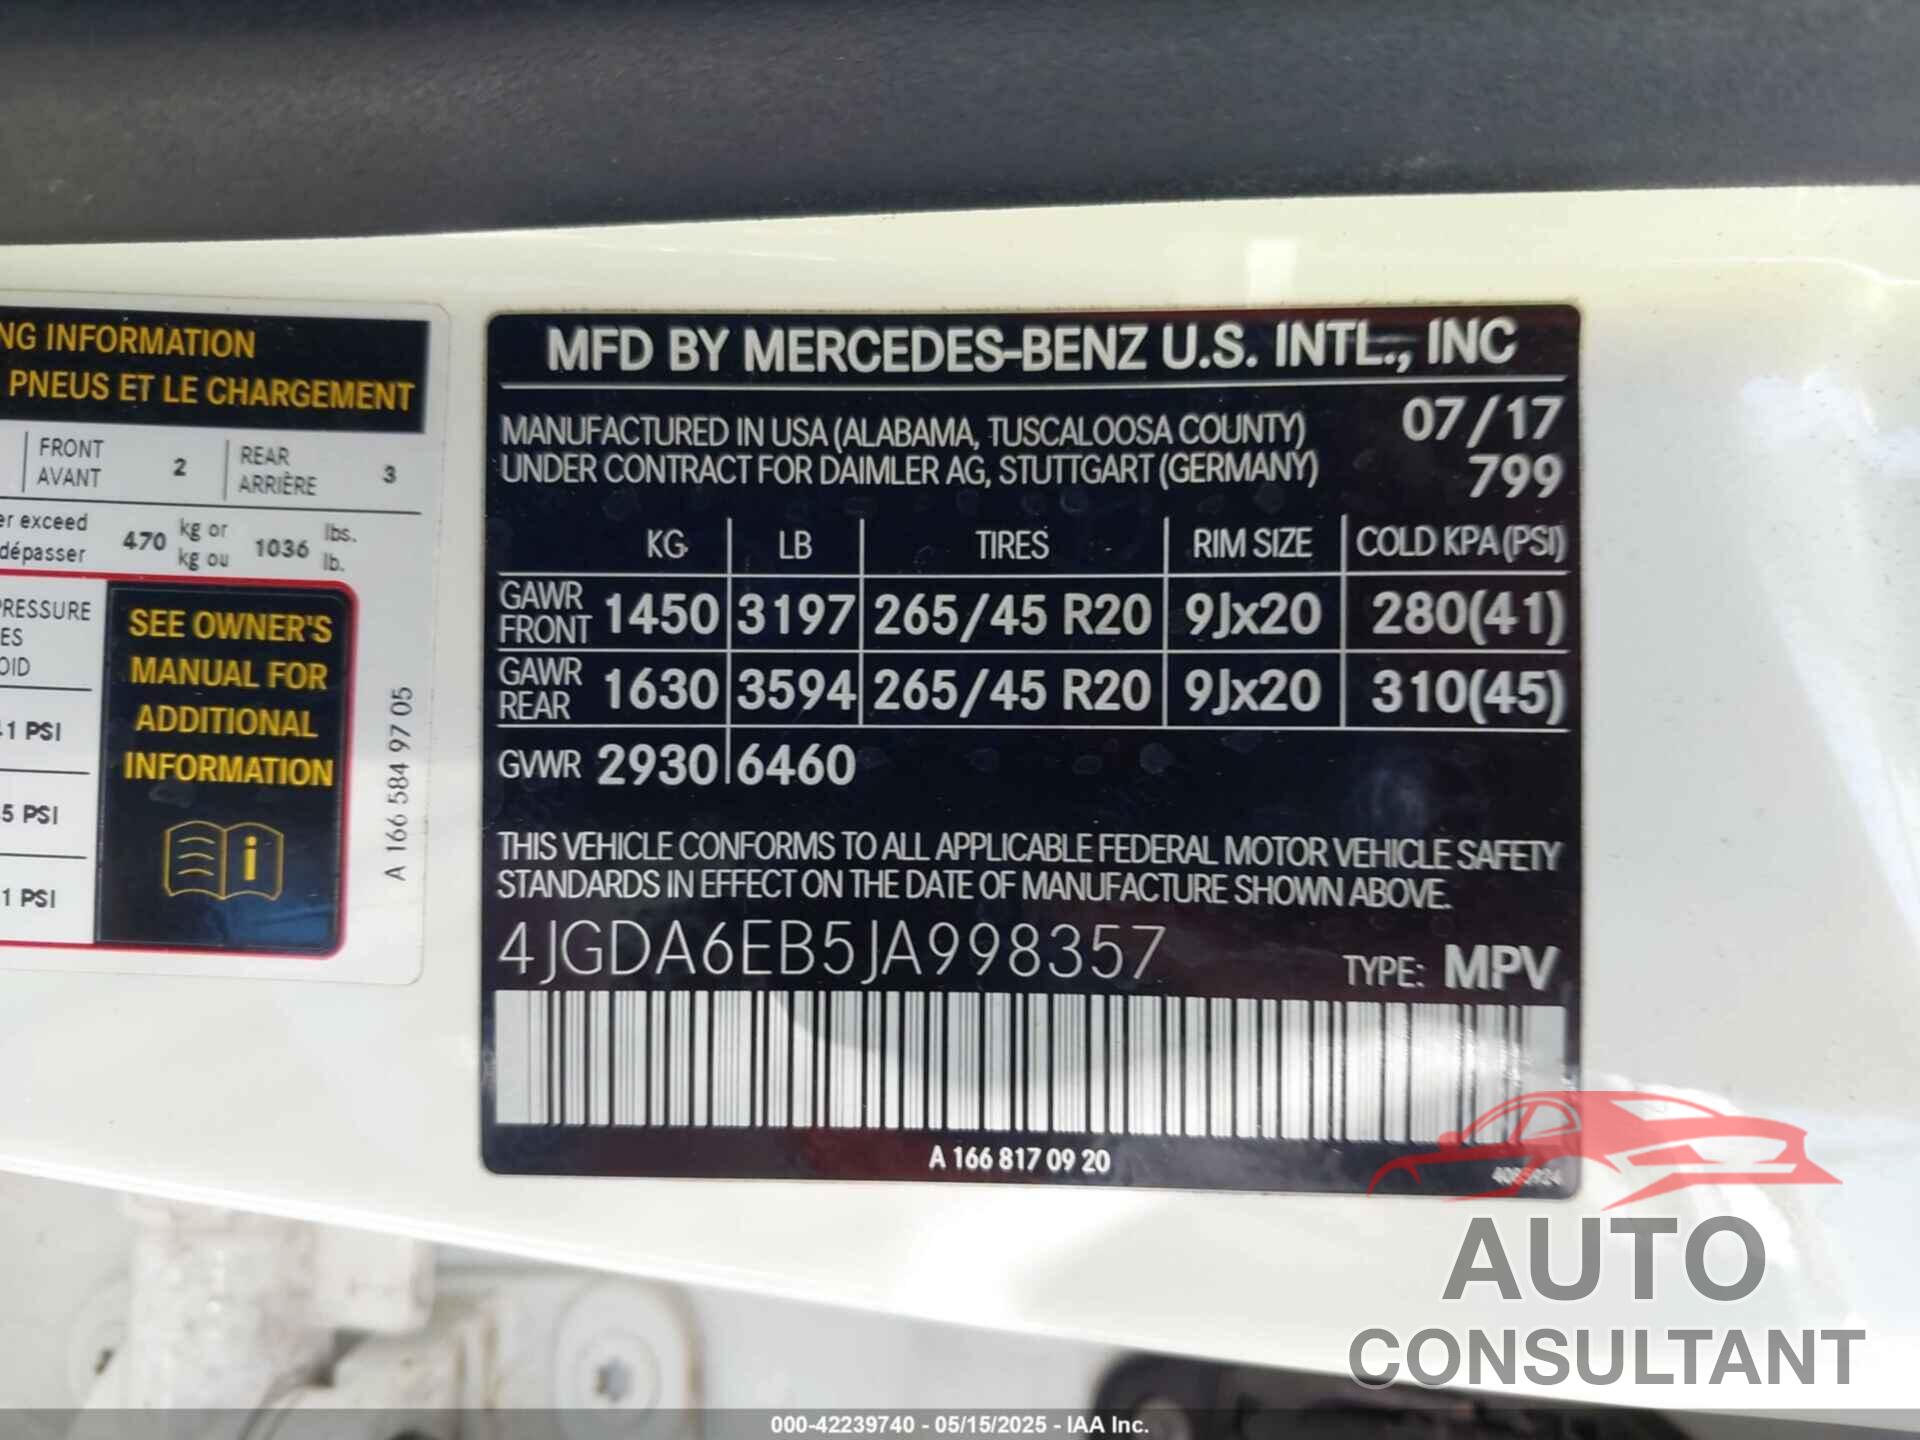 NG INFORMATION
PNEUS ET LE CHARGEMENT
FRONT 2 REAR 3
AVANT ARRIÈRE
er exceed 470 kg or 1036 lbs.
dépasser kg ou lb.
PRESSURE
ES
OID
1 PSI
5 PSI
1 PSI
SEE OWNER'S
MANUAL FOR
ADDITIONAL
INFORMATION
i
A 166 584 97 05
MFD BY MERCEDES-BENZ U.S. INTL., INC
MANUFACTURED IN USA (ALABAMA, TUSCALOOSA COUNTY) 07/17
UNDER CONTRACT FOR DAIMLER AG, STUTTGART (GERMANY) 799
KG LB TIRES RIM SIZE COLD KPA (PSI)
GAWR FRONT 1450 3197 265/45 R20 9Jx20 280(41)
GAWR REAR 1630 3594 265/45 R20 9Jx20 310(45)
GVWR 2930 6460
THIS VEHICLE CONFORMS TO ALL APPLICABLE FEDERAL MOTOR VEHICLE SAFETY
STANDARDS IN EFFECT ON THE DATE OF MANUFACTURE SHOWN ABOVE.
4JGDA6EB5JA998357 TYPE: MPV
A 166 817 09 20
AUTO
CONSULTANT
000-42239740 - 05/15/2025 - IAA Inc.